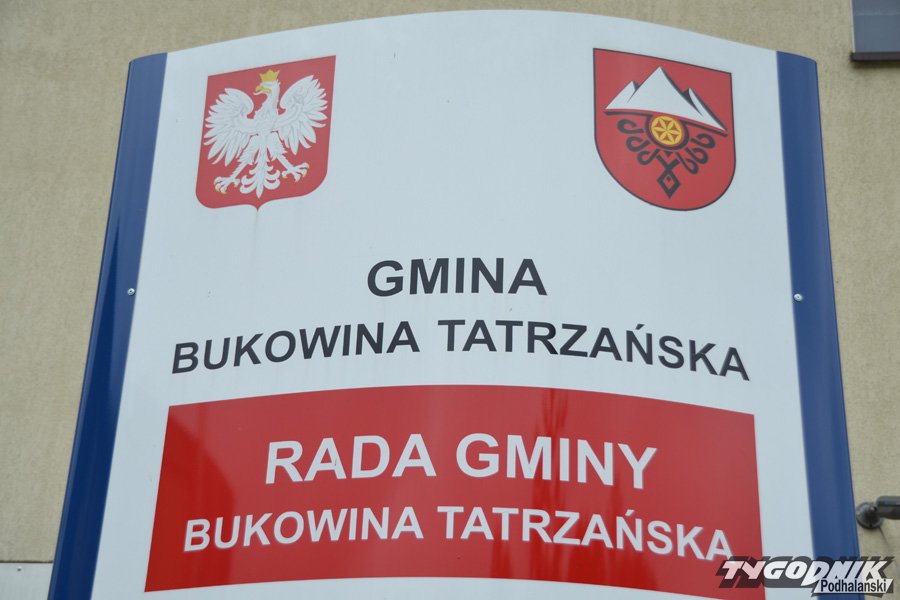 GMINA
BUKOWINA TATRZAŃSKA
RADA GMINY
BUKOWINA TATRZAŃSKA
TYGODNIK
Podhalański